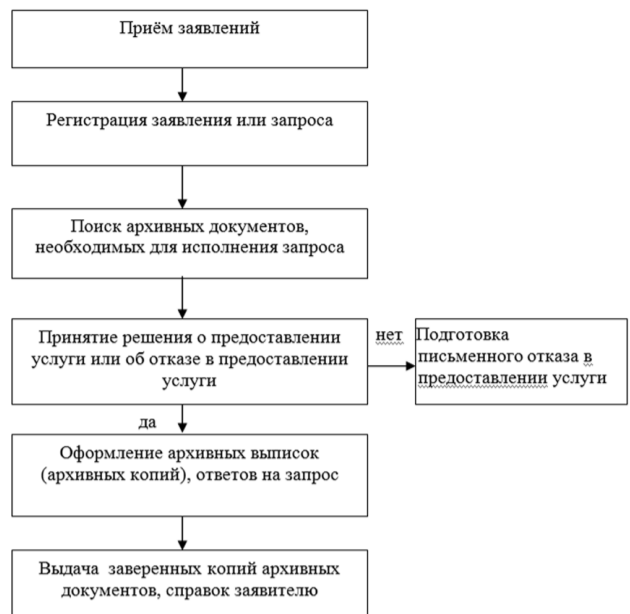 Приём заявлений
Регистрация заявления или запроса
Поиск архивных документов,
необходимых для исполнения запроса
Принятие решения о предоставлении
услуги или об отказе в предоставлении
услуги
нет
Подготовка
письменного отказа в
предоставлении услуги
да
Оформление архивных выписок
(архивных копий), ответов на запрос
Выдача заверенных копий архивных
документов, справок заявителю